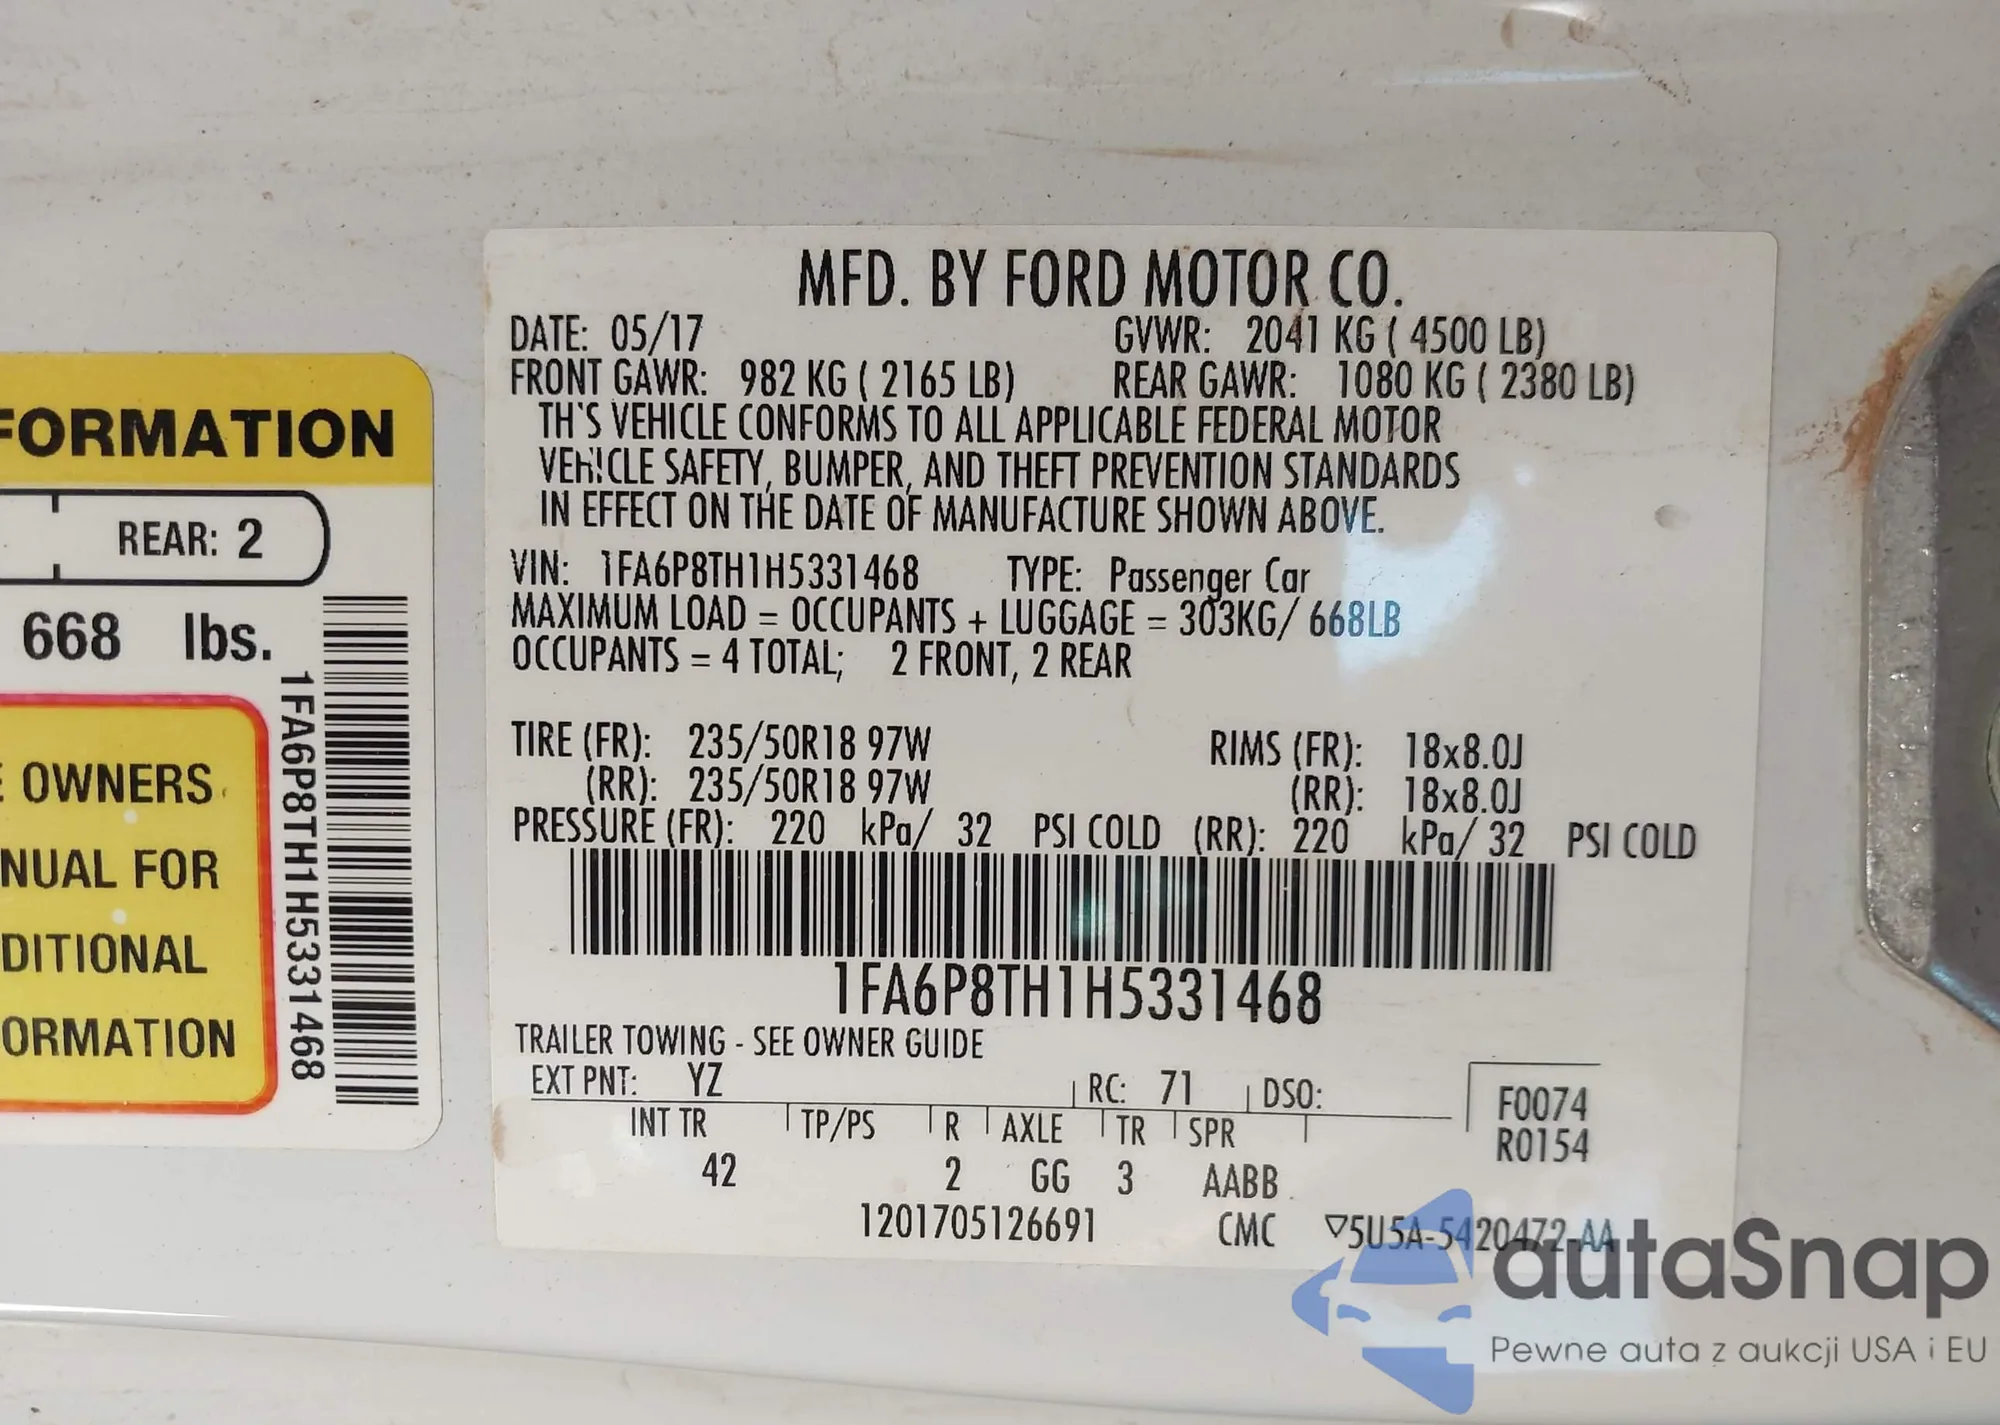 FORMATION
REAR: 2
668 lbs.
OWNERS
NUAL FOR
DITIONAL
ORMATION
1FA6P8TH1H5331468
MFD. BY FORD MOTOR CO.
DATE: 05/17 GVWR: 2041 KG ( 4500 LB)
FRONT GAWR: 982 KG ( 2165 LB) REAR GAWR: 1080 KG ( 2380 LB)
TH'S VEHICLE CONFORMS TO ALL APPLICABLE FEDERAL MOTOR
VEH!CLE SAFETY, BUMPER, AND THEFT PREVENTION STANDARDS
IN EFFECT ON THE DATE OF MANUFACTURE SHOWN ABOVE.
VIN: 1FA6P8TH1H5331468 TYPE: Passenger Car
MAXIMUM LOAD = OCCUPANTS + LUGGAGE = 303KG/ 668LB
OCCUPANTS = 4 TOTAL; 2 FRONT, 2 REAR
TIRE (FR): 235/50R18 97W RIMS (FR): 18x8.0J
(RR): 235/50R18 97W (RR): 18x8.0J
PRESSURE (FR): 220 kPa/ 32 PSI COLD (RR): 220 kPa/ 32 PSI COLD
1FA6P8TH1H5331468
TRAILER TOWING - SEE OWNER GUIDE
EXT PNT: YZ RC: 71 DSO:
F0074
R0154
INT TR TP/PS R AXLE TR SPR
42 2 GG 3 AABB
1201705126691 CMC ▽5U5A-5420472-AA
autaSnap
Pewne auta z aukcji USA i EU